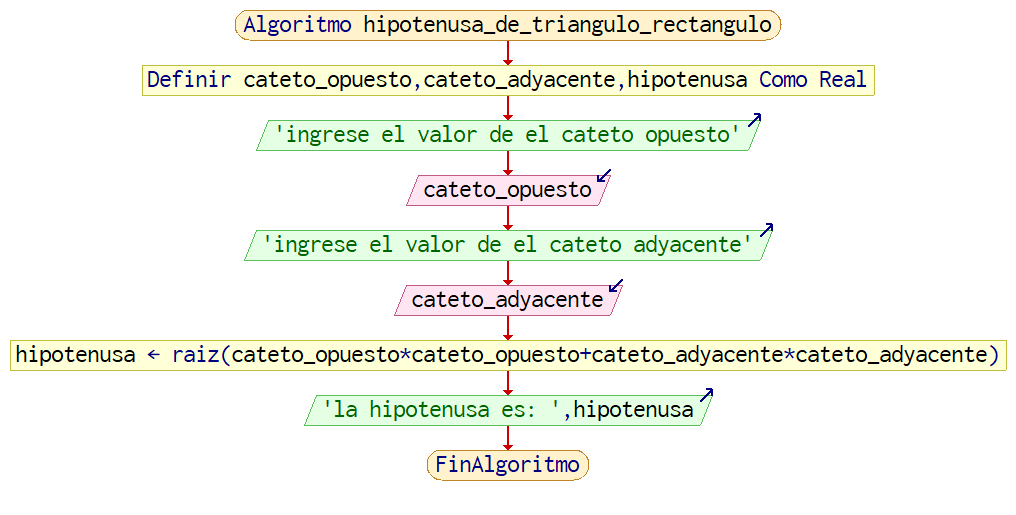 Algoritmo hipotenusa_de_triangulo_rectangulo
Definir cateto_opuesto,cateto_adyacente,hipotenusa Como Real
'ingrese el valor de el cateto opuesto'
cateto_opuesto
'ingrese el valor de el cateto adyacente'
cateto_adyacente
hipotenusa ← raiz(cateto_opuesto*cateto_opuesto+cateto_adyacente*cateto_adyacente)
'la hipotenusa es: ',hipotenusa
FinAlgoritmo